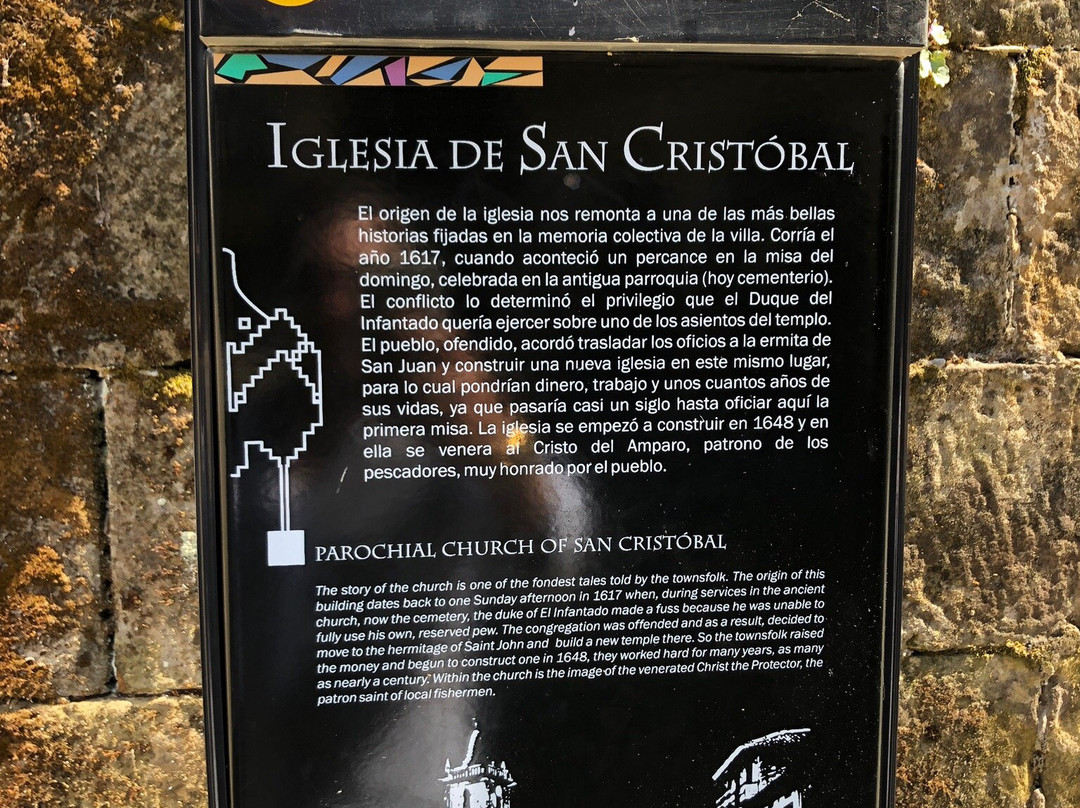 IGLESIA DE SAN CRISTÓBAL
El origen de la iglesia nos remonta a una de las más bellas
historias fijadas en la memoria colectiva de la villa. Corría el
año 1617, cuando aconteció un percance en la misa del
domingo, celebrada en la antigua parroquia (hoy cementerio).
El conflicto lo determinó el privilegio que el Duque del
Infantado quería ejercer sobre uno de los asientos del templo.
El pueblo, ofendido, acordó trasladar los oficios a la ermita de
San Juan y construir una nueva iglesia en este mismo lugar,
para lo cual pondrían dinero, trabajo y unos cuantos años de
sus vidas, ya que pasaría casi un siglo hasta oficiar aquí la
primera misa. La iglesia se empezó a construir en 1648 y en
ella se venera al Cristo del Amparo, patrono de los
pescadores, muy honrado por el pueblo.
PAROCHIAL CHURCH OF SAN CRISTÓBAL
The story of the church is one of the fondest tales told by the townsfolk. The origin of this
building dates back to one Sunday afternoon in 1617 when, during services in the ancient
church, now the cemetery, the duke of El Infantado made a fuss because he was unable to
fully use his own, reserved pew. The congregation was offended and as a result, decided to
move to the hermitage of Saint John and build a new temple there. So the townsfolk raised
the money and begun to construct one in 1648, they worked hard for many years, as many
as nearly a century. Within the church is the image of the venerated Christ the Protector, the
patron saint of local fishermen.